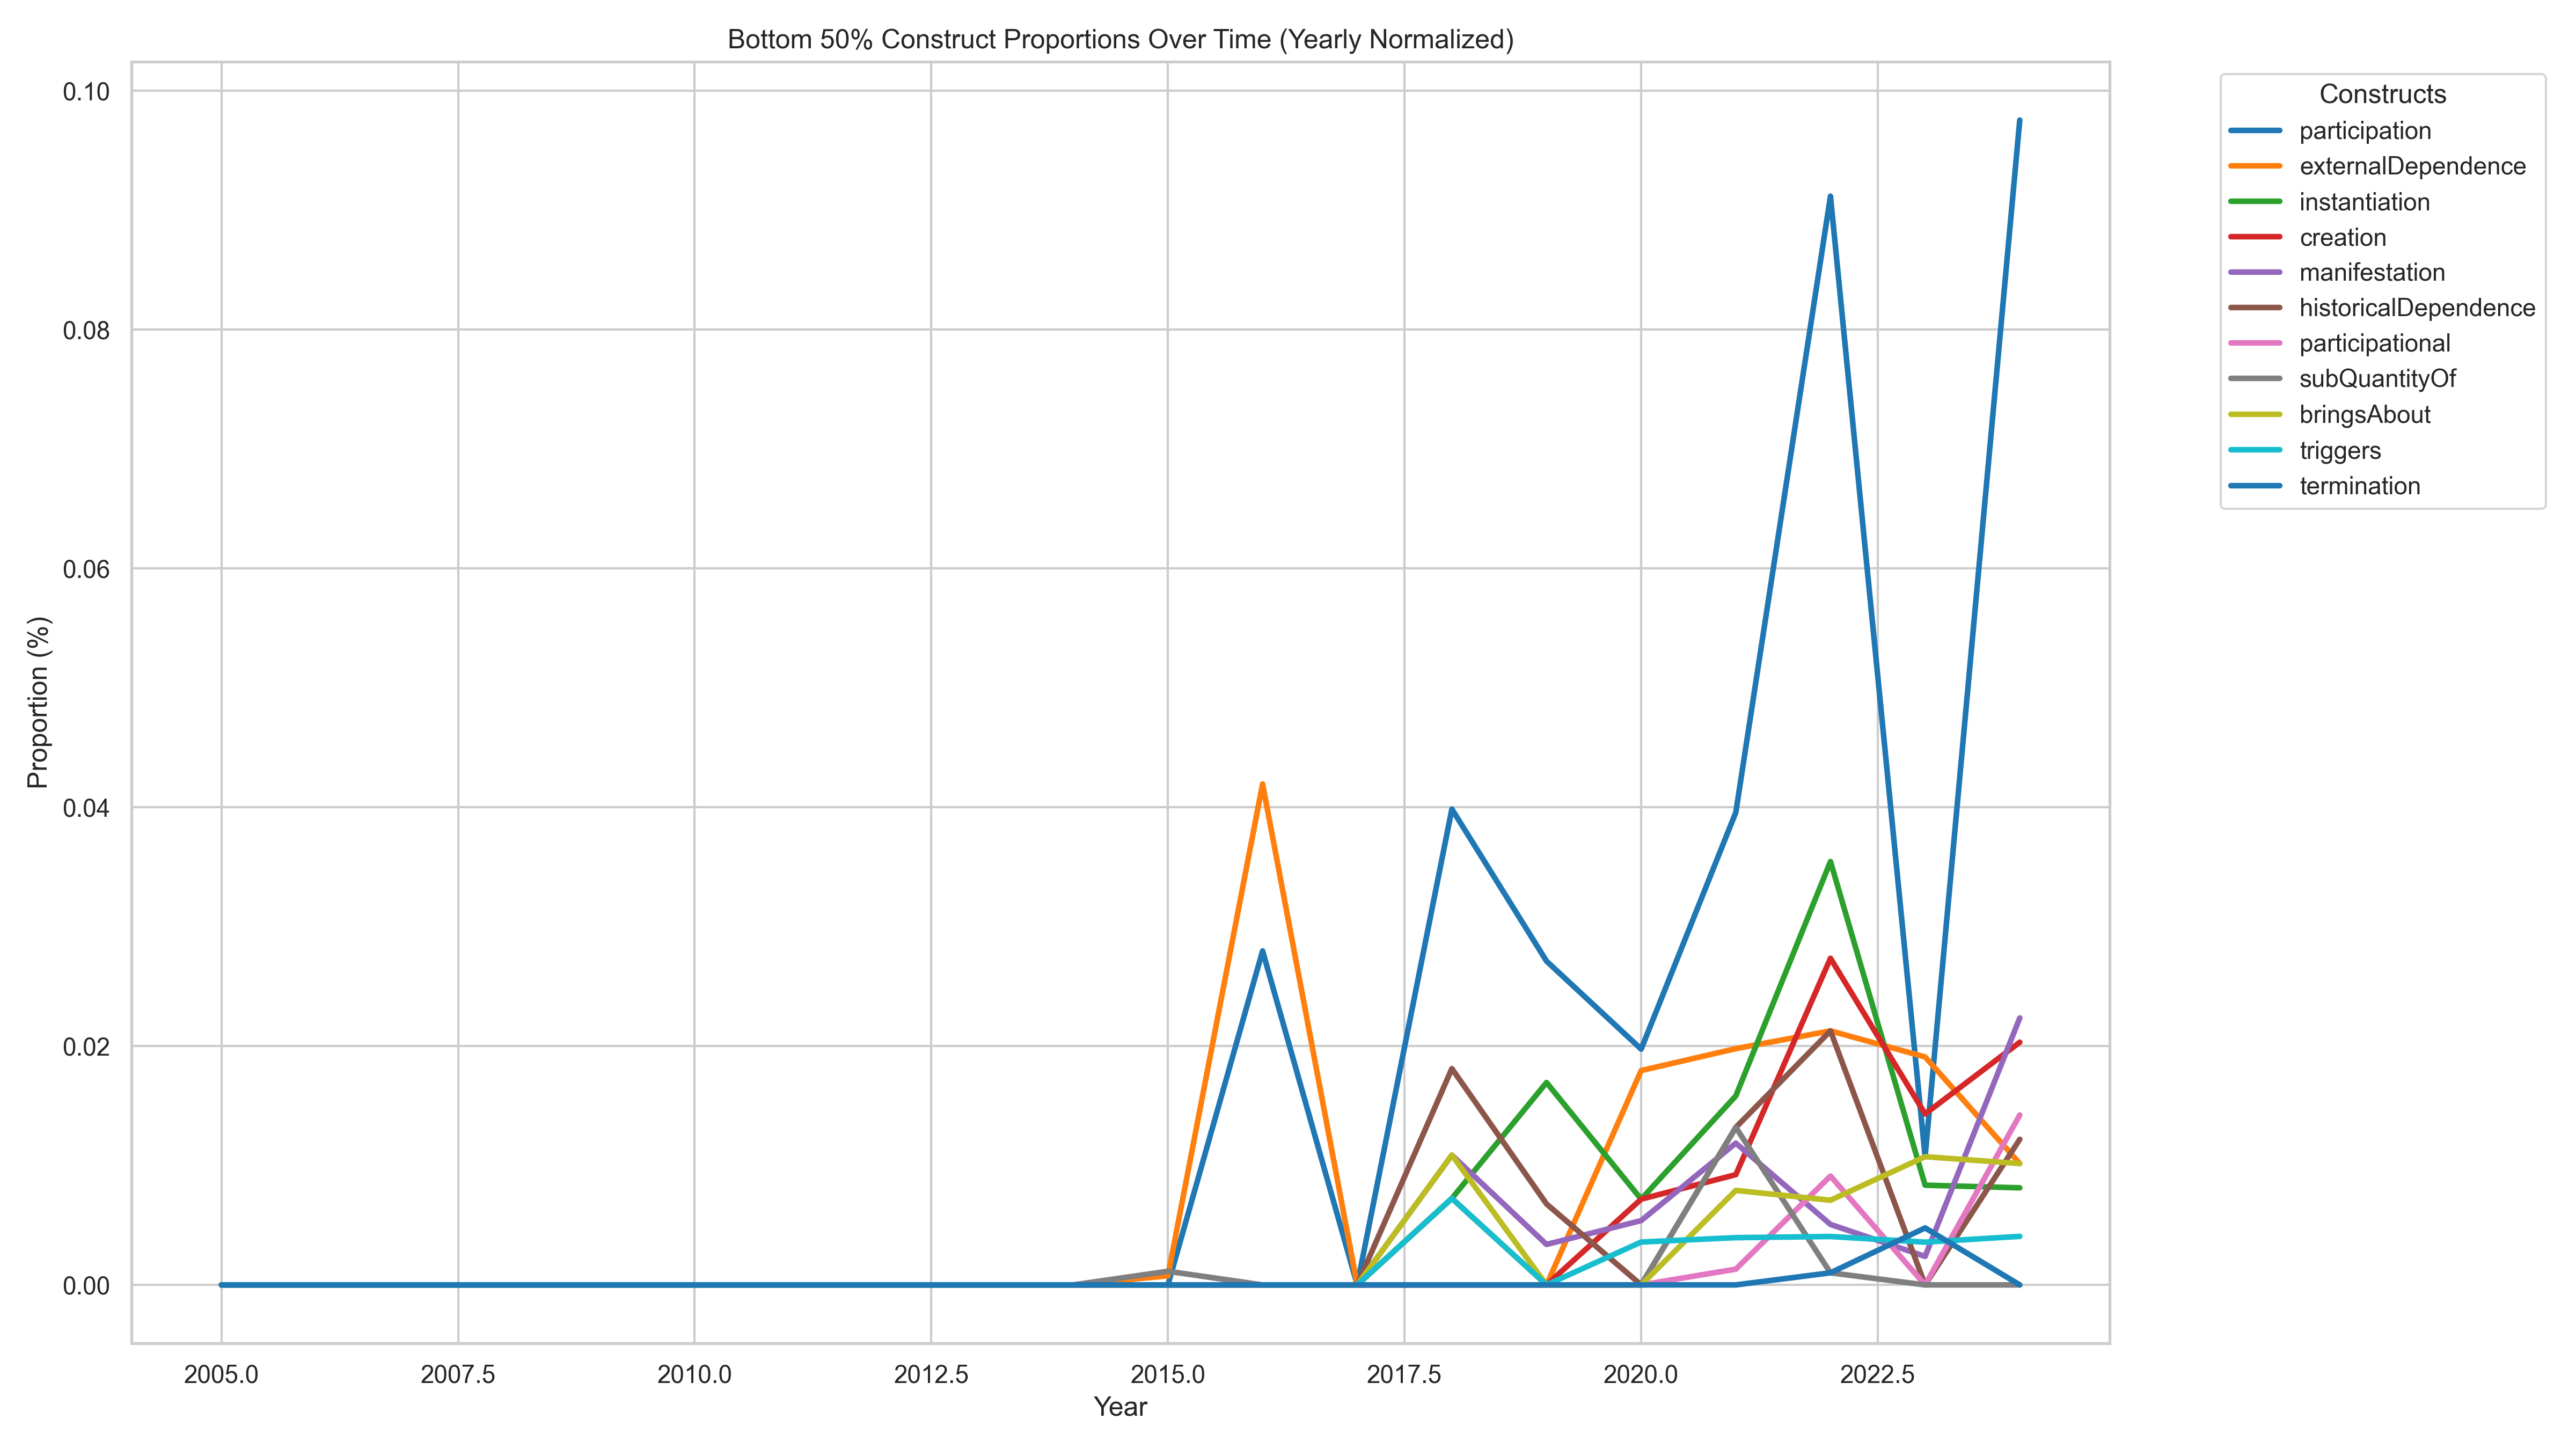 Bottom 50% Construct Proportions Over Time (Yearly Normalized)
0.10
0.08
0.06
0.04
0.02
0.00
Proportion (%)
2005.0
2007.5
2010.0
2012.5
2015.0
2017.5
2020.0
2022.5
Year
Constructs
participation
externalDependence
instantiation
creation
manifestation
historicalDependence
participational
subQuantityOf
bringsAbout
triggers
termination